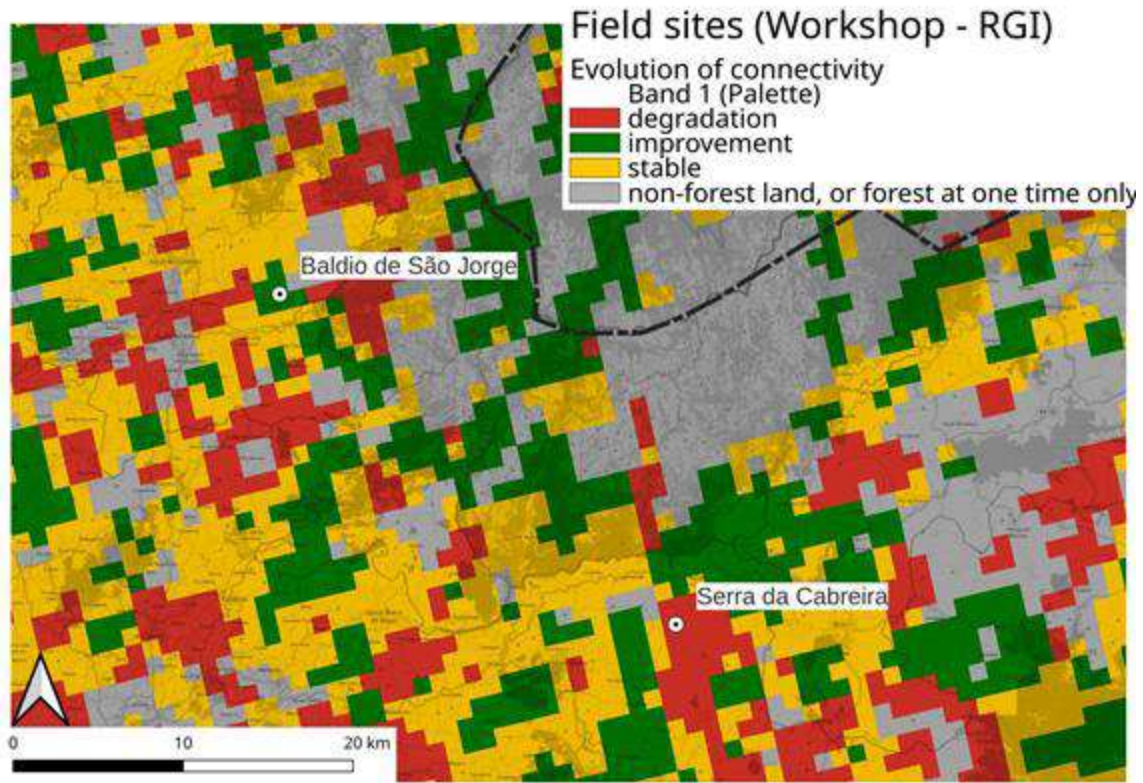 Field sites (Workshop - RGI)
Evolution of connectivity
Band 1 (Palette)
degradation
improvement
stable
non-forest land, or forest at one time only
Baldio de São Jorge
Serra da Cabreira
0 10 20 km